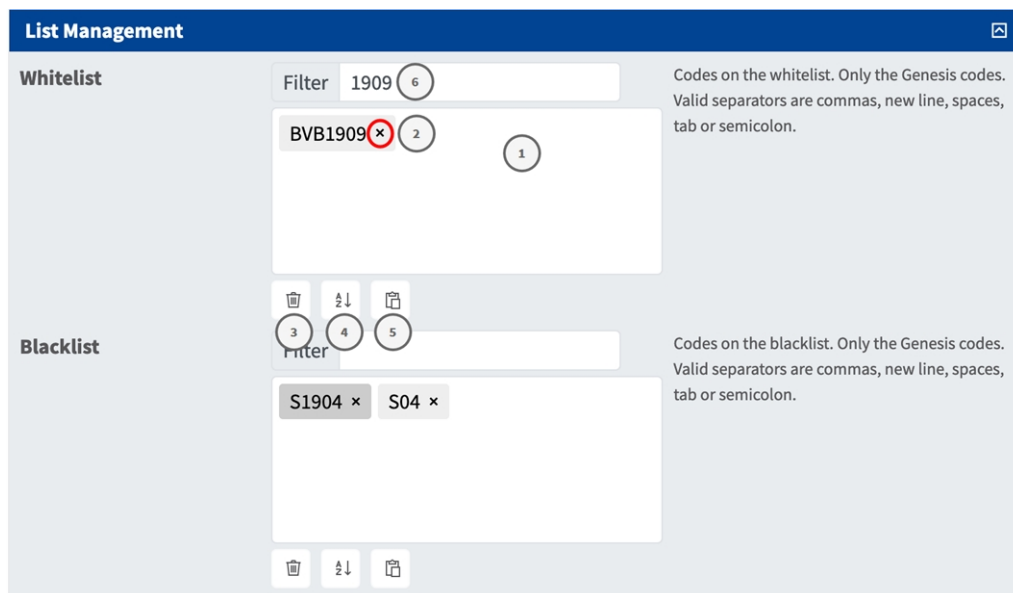 List Management
Whitelist
Filter 1909 6
Codes on the whitelist. Only the Genesis codes.
Valid separators are commas, new line, spaces,
tab or semicolon.
BVB1909 × 2
1
A
Z
3 4 5
Blacklist
Filter
Codes on the blacklist. Only the Genesis codes.
Valid separators are commas, new line, spaces,
tab or semicolon.
S1904 × S04 ×
A
Z